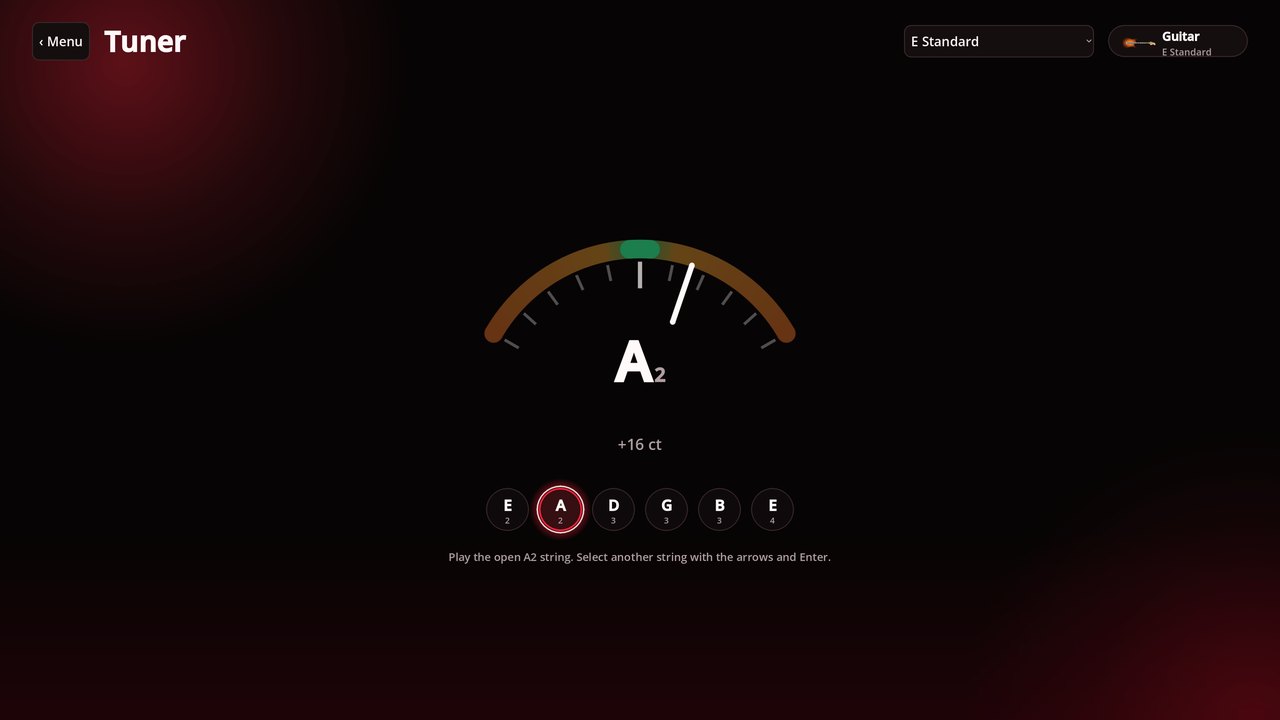 ‹ Menu
Tuner
E Standard
Guitar
E Standard
A2
+16 ct
E
2
A
2
D
3
G
3
B
3
E
4
Play the open A2 string. Select another string with the arrows and Enter.